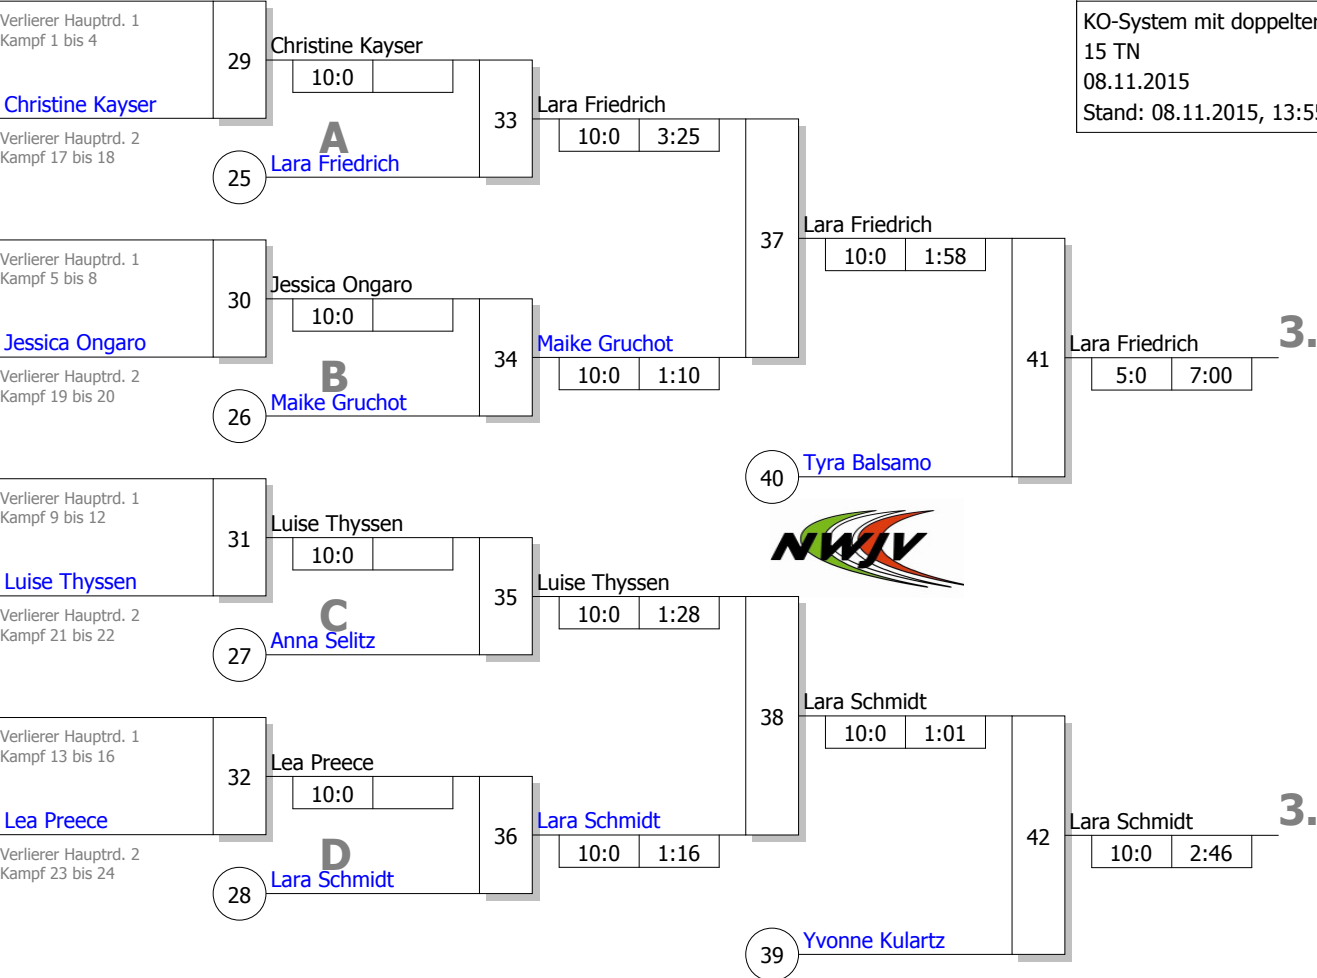 Verlierer Hauptrd. 1
Kampf 1 bis 4
29
Christine Kayser
10:0
Christine Kayser
Verlierer Hauptrd. 2
Kampf 17 bis 18
A
25
Lara Friedrich
33
Lara Friedrich
10:0 3:25
KO-System mit doppelter
15 TN
08.11.2015
Stand: 08.11.2015, 13:55
37
Lara Friedrich
10:0 1:58
Verlierer Hauptrd. 1
Kampf 5 bis 8
30
Jessica Ongaro
10:0
Jessica Ongaro
Verlierer Hauptrd. 2
Kampf 19 bis 20
B
26
Maike Gruchot
34
Maike Gruchot
10:0 1:10
41
Lara Friedrich
5:0 7:00
3.
40
Tyra Balsamo
NWJV
Verlierer Hauptrd. 1
Kampf 9 bis 12
31
Luise Thyssen
10:0
Luise Thyssen
Verlierer Hauptrd. 2
Kampf 21 bis 22
C
27
Anna Selitz
35
Luise Thyssen
10:0 1:28
38
Lara Schmidt
10:0 1:01
Verlierer Hauptrd. 1
Kampf 13 bis 16
32
Lea Preece
10:0
Lea Preece
Verlierer Hauptrd. 2
Kampf 23 bis 24
D
28
Lara Schmidt
36
Lara Schmidt
10:0 1:16
42
Lara Schmidt
10:0 2:46
3.
39
Yvonne Kulartz